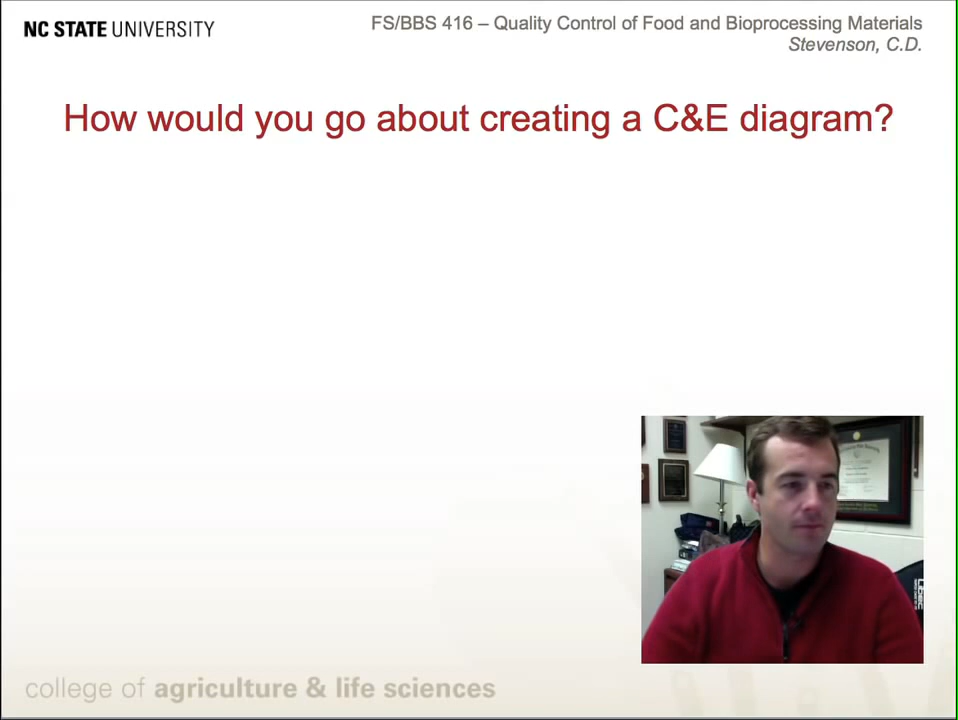 NC STATE UNIVERSITY
FS/BBS 416 – Quality Control of Food and Bioprocessing Materials
Stevenson, C.D.
How would you go about creating a C&E diagram?
college of agriculture & life sciences